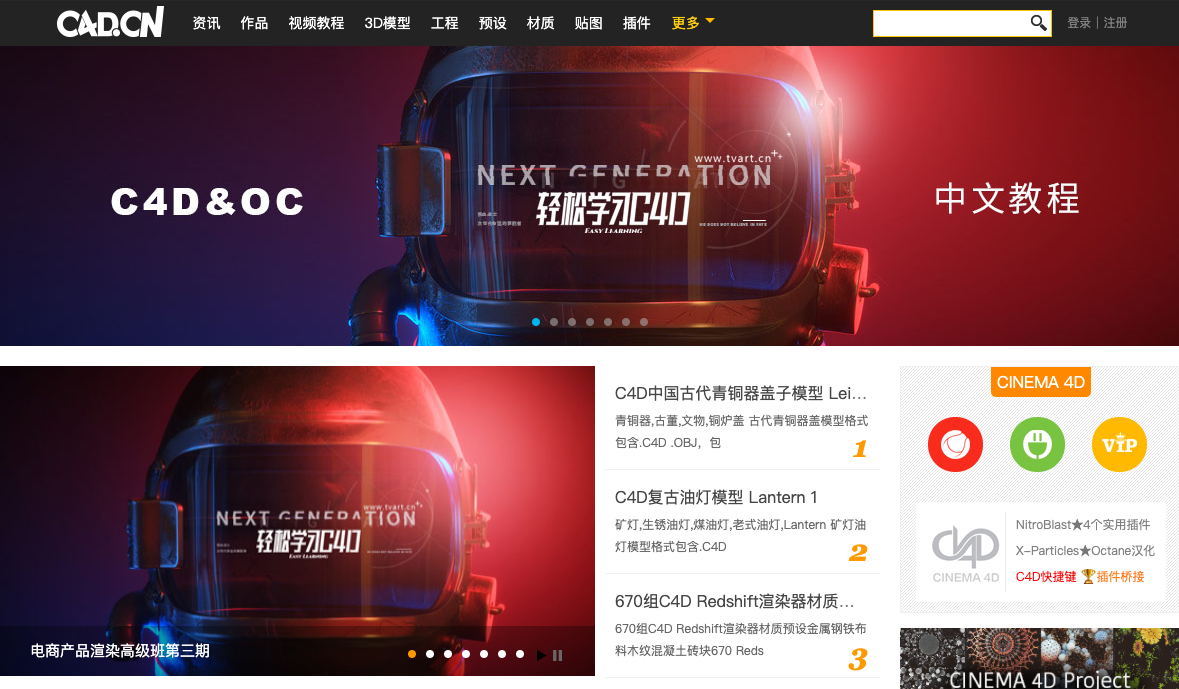 C4D.CN 资讯 作品 视频教程 3D模型 工程 预设 材质 贴图 插件 更多 登录 | 注册
www.tvart.cn
NEXT GENERATION
C4D&OC
轻松学习C4D
中文教程
EASY LEARNING
HE DOES NOT BELIEVE IN FATE
C4D中国古代青铜器盖子模型 Lei...
青铜器,古董,文物,铜炉盖 古代青铜器盖模型格式
包含.C4D .OBJ，包
1
C4D复古油灯模型 Lantern 1
矿灯,生锈油灯,煤油灯,老式油灯,Lantern 矿灯油
灯模型格式包含.C4D
2
670组C4D Redshift渲染器材质...
670组C4D Redshift渲染器材质预设金属钢铁布
料木纹混凝土砖块670 Reds
3
www.tvart.cn
NEXT GENERATION
轻松学习C4D
EASY LEARNING
电商产品渲染高级班第三期
CINEMA 4D
VIP
CINEMA 4D
NitroBlast★4个实用插件
X-Particles★Octane汉化
C4D快捷键 🏆插件桥接
CINEMA 4D Project